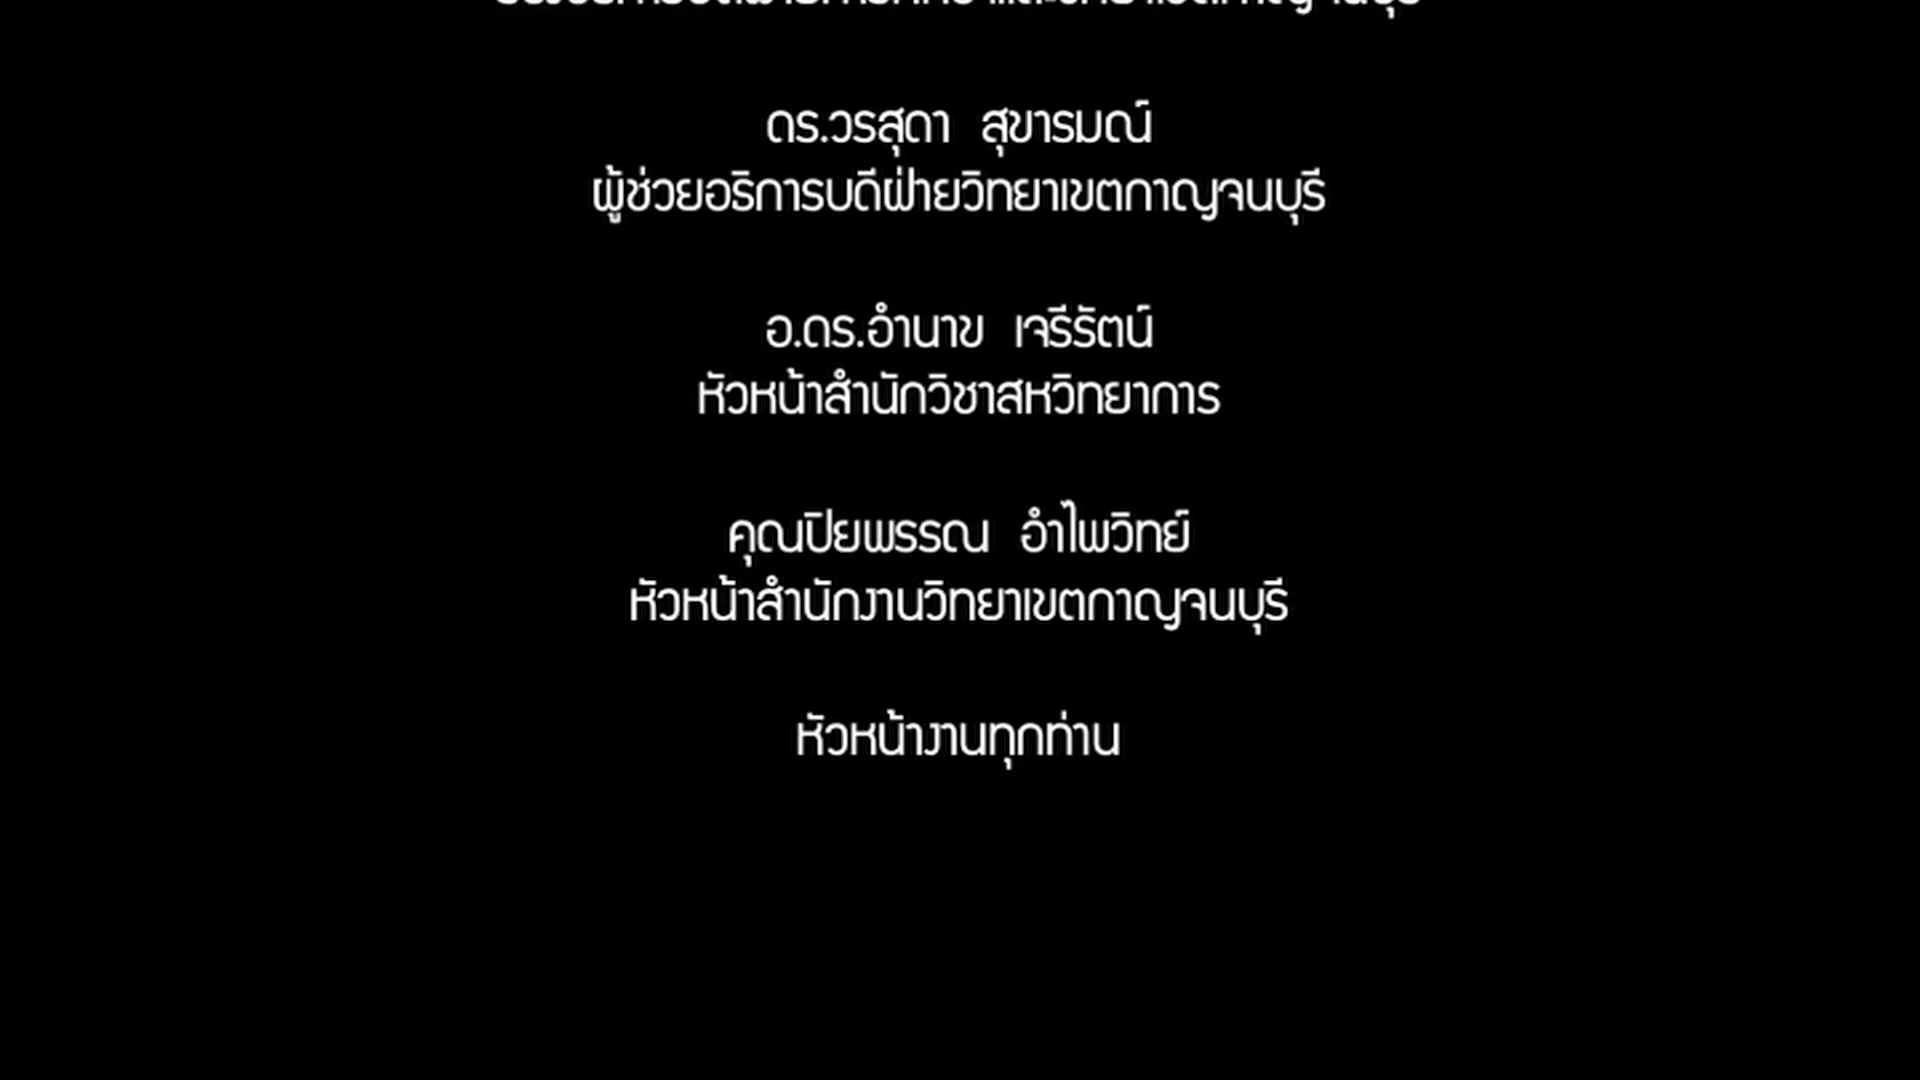 ดร.วรสุดา สุขารมณ์
ผู้ช่วยอธิการบดีฝ่ายวิทยาเขตกาญจนบุรี
อ.ดร.อำนาข เจรีรัตน์
หัวหน้าสำนักวิชาสหวิทยาการ
คุณปิยพรรณ อำไพวิทย์
หัวหน้าสำนักงานวิทยาเขตกาญจนบุรี
หัวหน้างานทุกท่าน